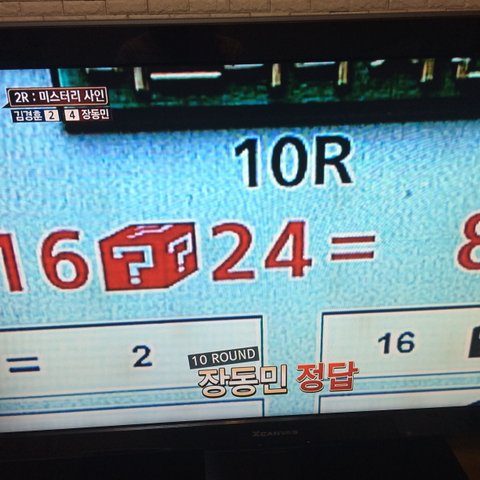 2R : 미스터리 사인
김경훈 2 4 장동민
10R
16 ? ? 24 = 8
= 2
16
10 ROUND
장동민 정답
XCANVAS